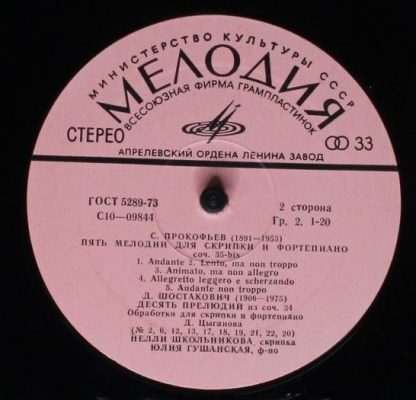 МИНИСТЕРСТВО КУЛЬТУРЫ СССР
МЕЛОДИЯ
ВСЕСОЮЗНАЯ ФИРМА ГРАМПЛАСТИНОК
СТЕРЕО
33
АПРЕЛЕВСКИЙ ОРДЕНА ЛЕНИНА ЗАВОД
ГОСТ 5289-73
2 сторона
С10—09844
Гр. 2. 1-20
С. ПРОКОФЬЕВ (1891—1953)
ПЯТЬ МЕЛОДИЙ ДЛЯ СКРИПКИ И ФОРТЕПИАНО
соч. 35-bis
1. Andante 2. Lento, ma non troppo
3. Animato, ma non allegro
4. Allegretto leggero e scherzando
5. Andante non troppo
Д. ШОСТАКОВИЧ (1906—1975)
ДЕСЯТЬ ПРЕЛЮДИЙ из соч. 34
Обработки для скрипки и фортепиано
Д. Цыганова
(№ 2, 6, 12, 13, 17, 18, 19, 21, 22, 20)
НЕЛЛИ ШКОЛЬНИКОВА, скрипка
ЮЛИЯ ГУШАНСКАЯ, ф-но